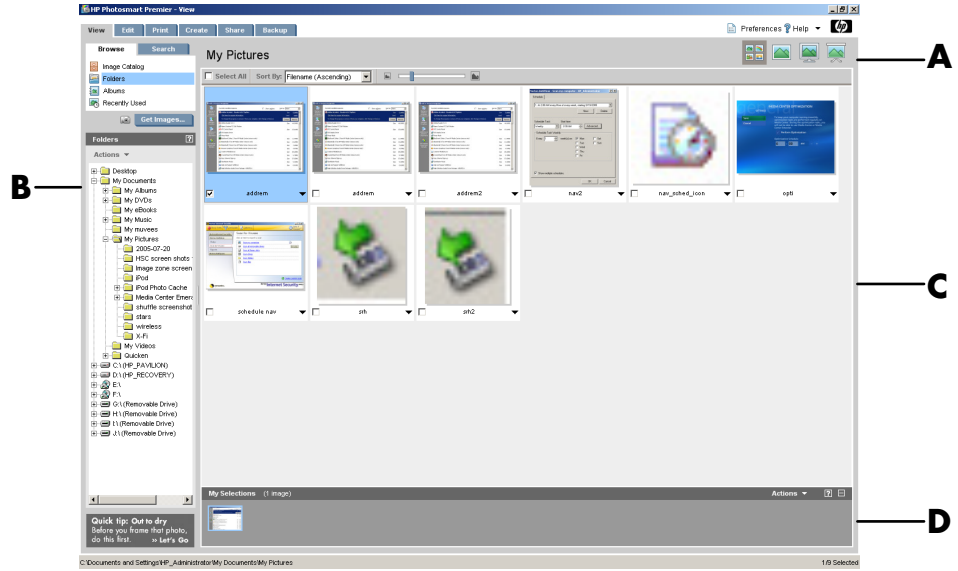 HP Photosmart Premier - View
View Edit Print Create Share Backup
Preferences Help
hp
Browse Search
My Pictures
A
Image Catalog
Folders
Albums
Recently Used
Get Images...
Select All Sort By: Filename (Ascending)
Folders
Actions
B
Desktop
My Documents
My Albums
My DVDs
My eBooks
My Music
My muvees
My Pictures
2005-07-20
HSC screen shots
Image zone screen
iPod
iPod Photo Cache
Media Center Emera
shuffle screenshot
stars
wireless
X-Fi
My Videos
Quicken
C:\ (HP_PAVILION)
D:\ (HP_RECOVERY)
E:\
F:\
G:\ (Removable Drive)
H:\ (Removable Drive)
I:\ (Removable Drive)
J:\ (Removable Drive)
addrem addrem addrem2 nav2 nav_sched_icon opti
Internet Security
schedule nav srh srh2
C
My Selections (1 image) Actions
D
Quick tip: Out to dry
Before you frame that photo,
do this first. » Let's Go
C:\Documents and Settings\HP_Administrator\My Documents\My Pictures 1/9 Selected